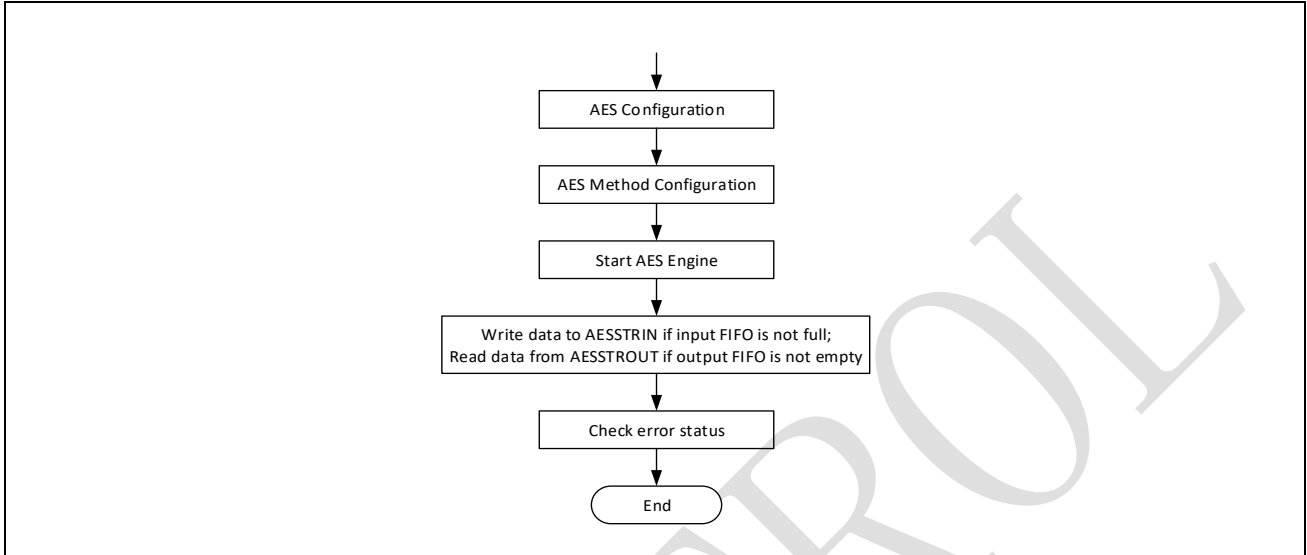 AES Configuration
AES Method Configuration
Start AES Engine
Write data to AESSTRIN if input FIFO is not full;
Read data from AESSTROUT if output FIFO is not empty
Check error status
End
TROL